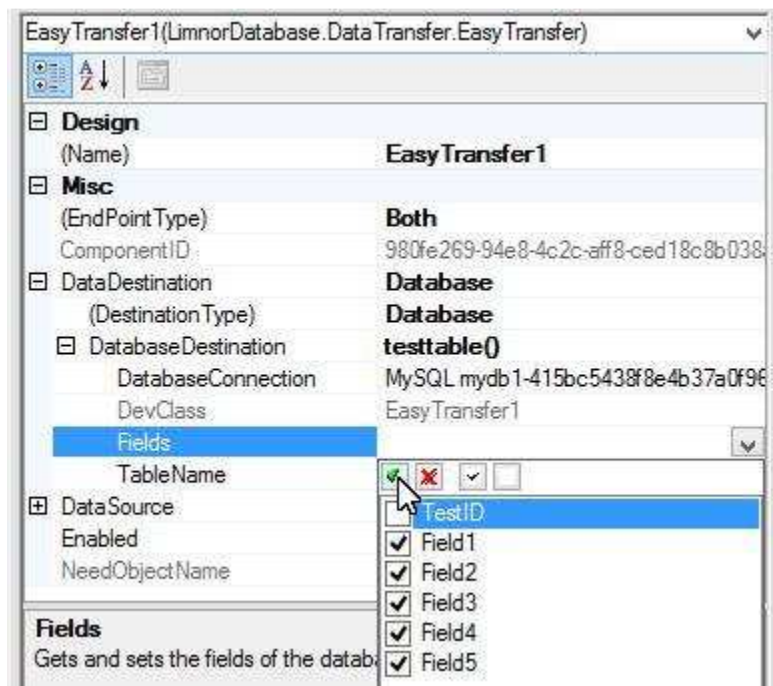 EasyTransfer1(LimnorDatabase.DataTransfer.EasyTransfer)
Design
(Name) EasyTransfer1
Misc
(EndPointType) Both
ComponentID 980fe269-94e8-4c2c-aff8-ced18c8b038
DataDestination Database
(DestinationType) Database
DatabaseDestination testtable()
DatabaseConnection MySQL mydb1-415bc5438f8e4b37a0f96
DevClass EasyTransfer1
Fields
TableName
TestID
DataSource
Enabled
Field1
NeedObjectName
Field2
Field3
Fields
Field4
Gets and sets the fields of the datab
Field5